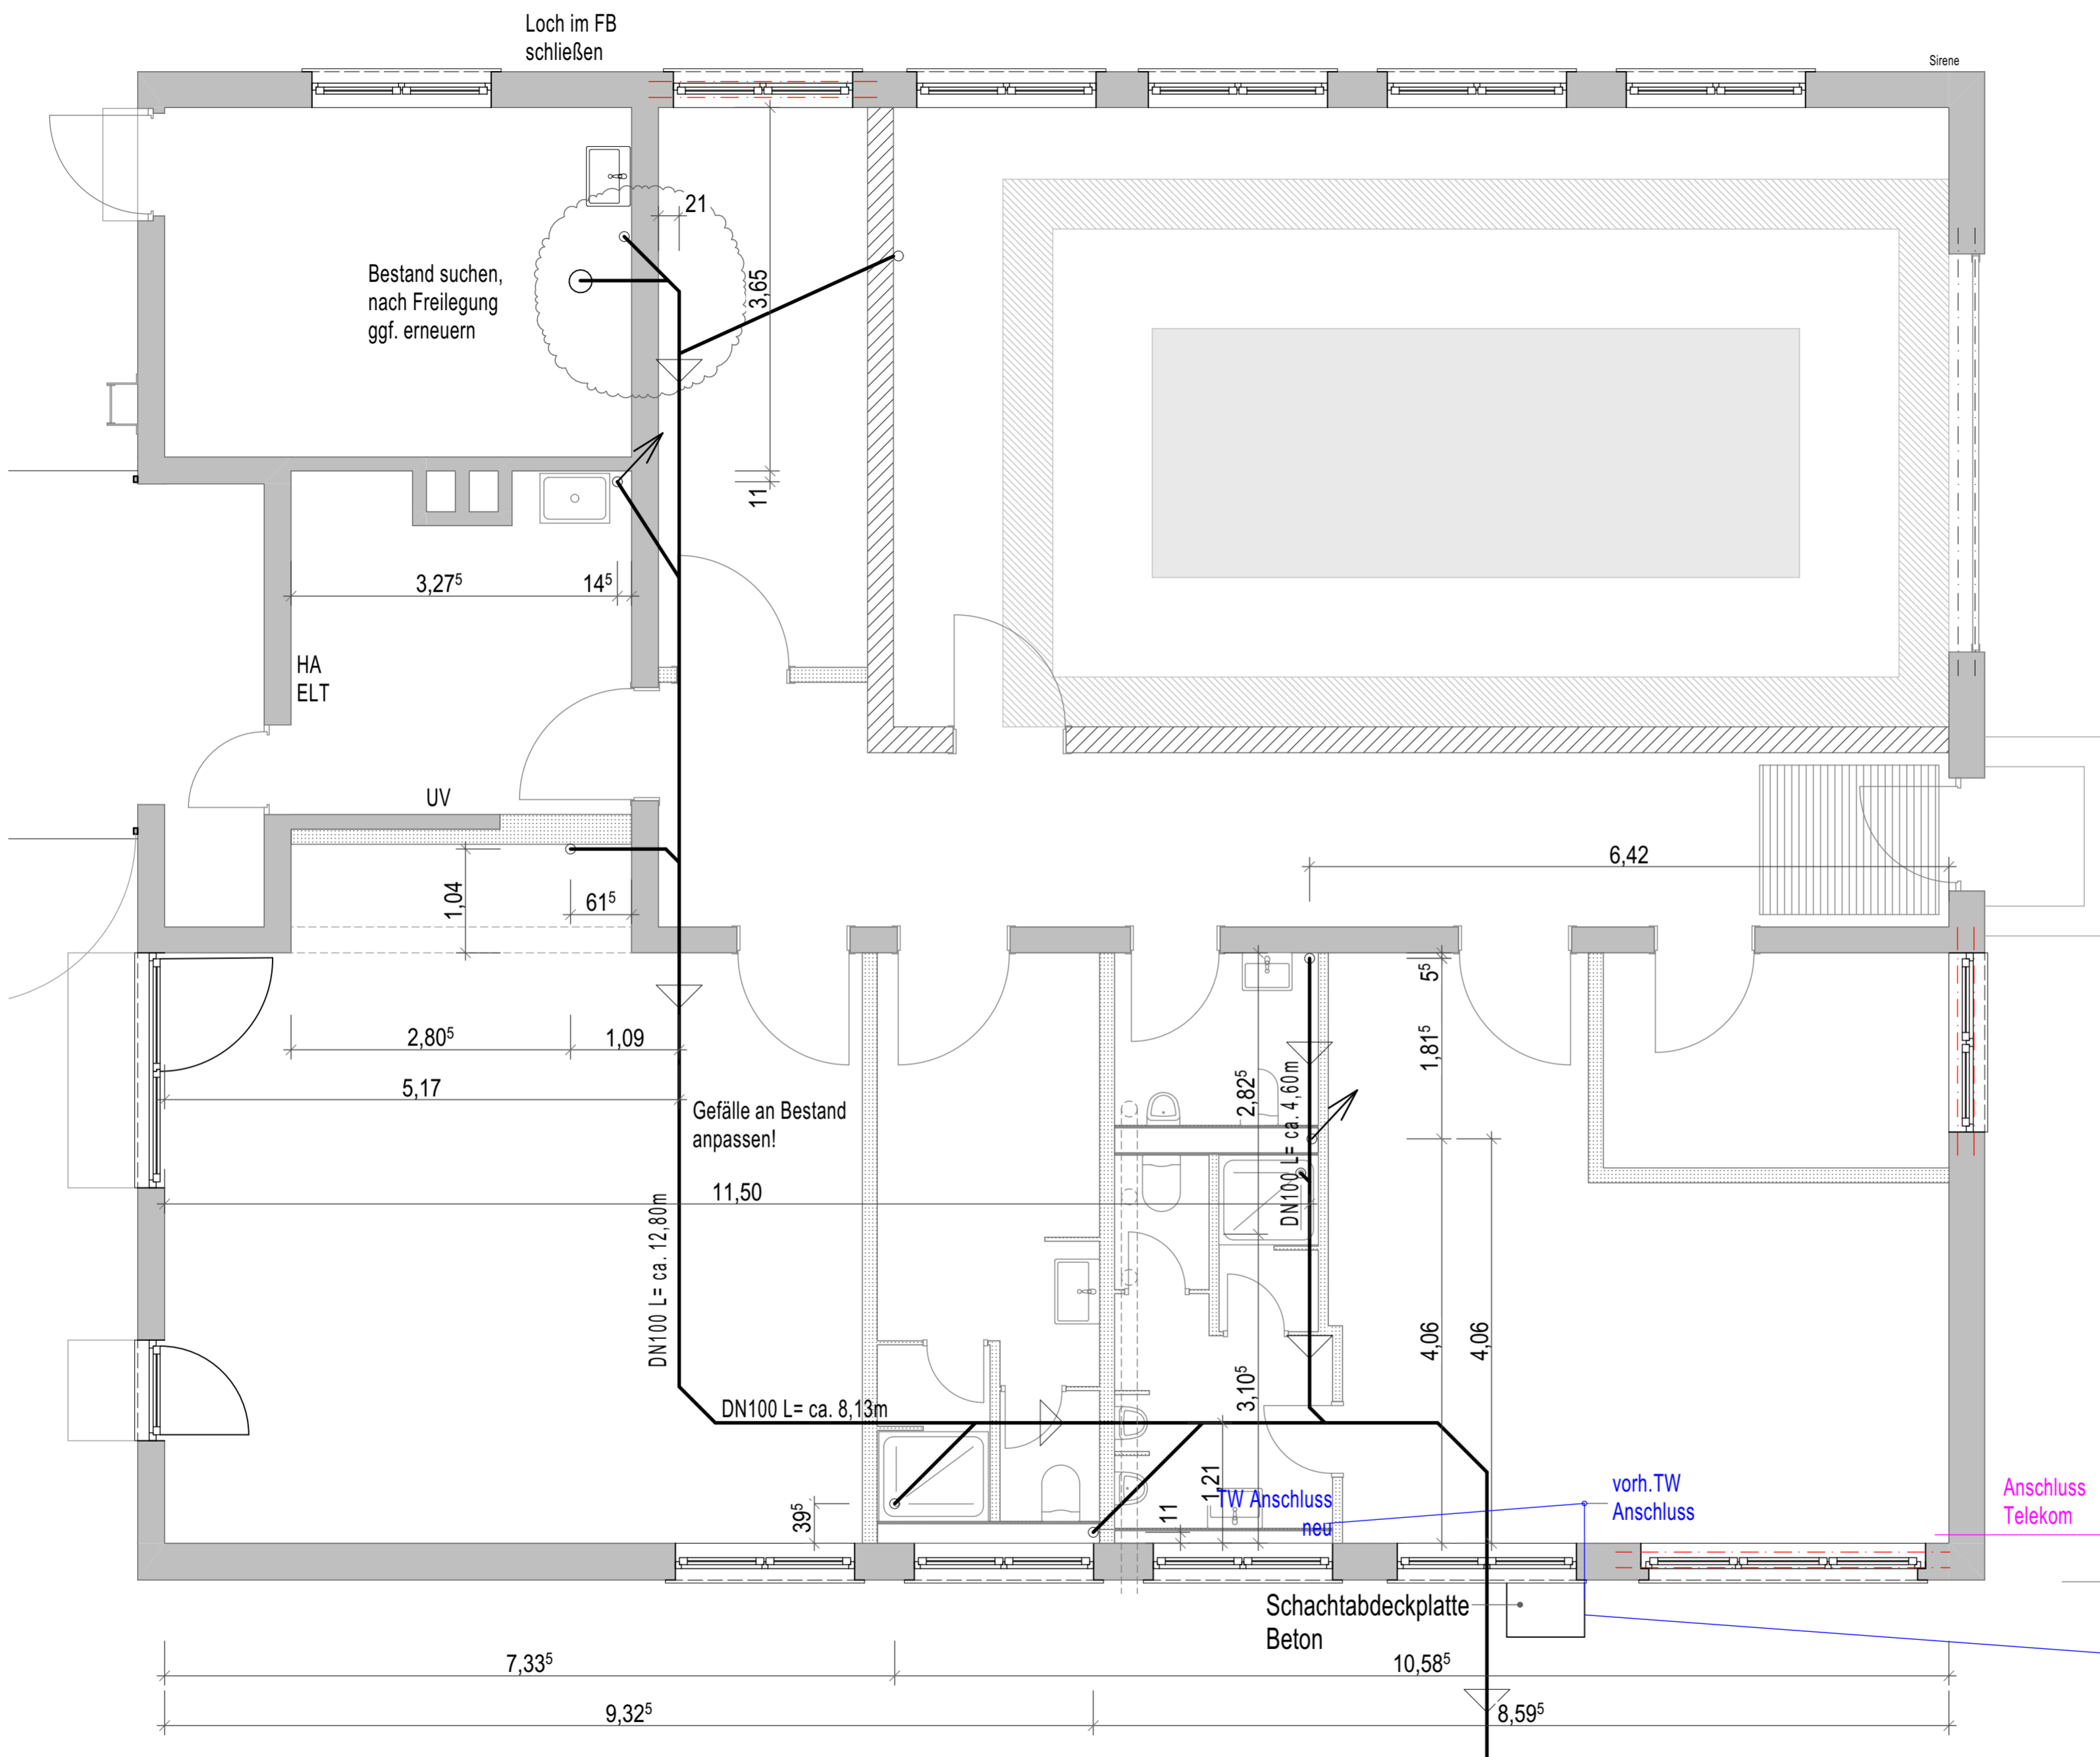 Loch im FB
schließen
Sirene
21
Bestand suchen,
nach Freilegung
ggf. erneuern
3,65
11
3,27⁵
14⁵
HA
ELT
UV
6,42
1,04
61⁵
5⁵
2,80⁵
1,09
1,81⁵
5,17
2,82⁵
DN100 L= ca. 4,60m
Gefälle an Bestand
anpassen!
11,50
DN100 L= ca. 12,80m
4,06
4,06
3,10⁵
DN100 L= ca. 8,13m
1,21
39⁵
11
TW Anschluss
neu
vorh.TW
Anschluss
Anschluss
Telekom
Schachtabdeckplatte
Beton
7,33⁵
10,58⁵
9,32⁵
8,59⁵